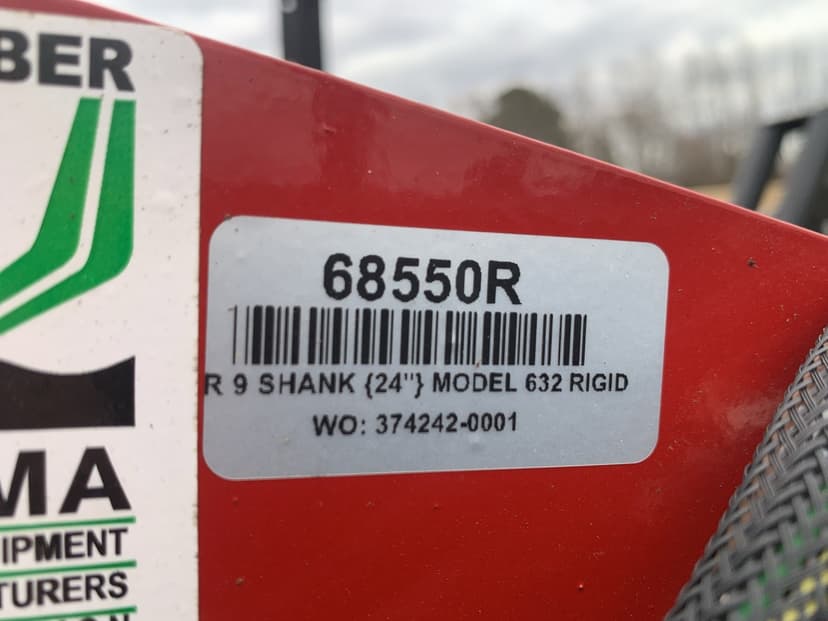 BER
MA
IPMENT
TURERS
68550R
R 9 SHANK {24"} MODEL 632 RIGID
WO: 374242-0001